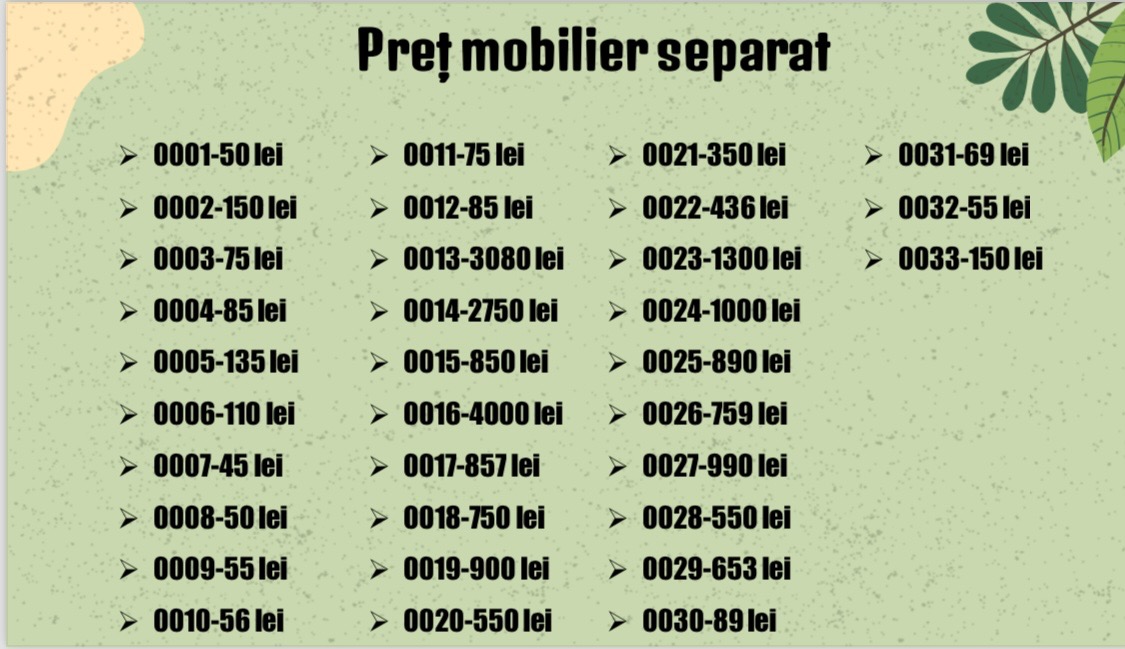 Preț mobilier separat
0001-50 lei
0002-150 lei
0003-75 lei
0004-85 lei
0005-135 lei
0006-110 lei
0007-45 lei
0008-50 lei
0009-55 lei
0010-56 lei
0011-75 lei
0012-85 lei
0013-3080 lei
0014-2750 lei
0015-850 lei
0016-4000 lei
0017-857 lei
0018-750 lei
0019-900 lei
0020-550 lei
0021-350 lei
0022-436 lei
0023-1300 lei
0024-1000 lei
0025-890 lei
0026-759 lei
0027-990 lei
0028-550 lei
0029-653 lei
0030-89 lei
0031-69 lei
0032-55 lei
0033-150 lei